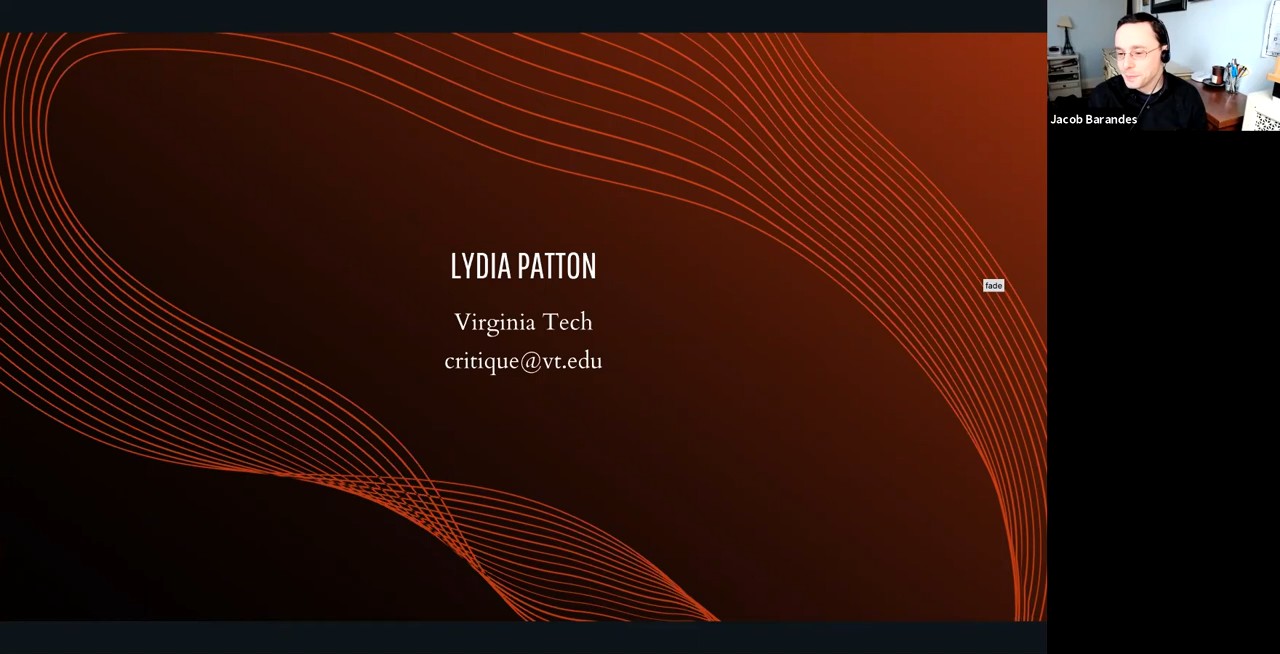 LYDIA PATTON
Virginia Tech
critique@vt.edu
fade
Jacob Barandes